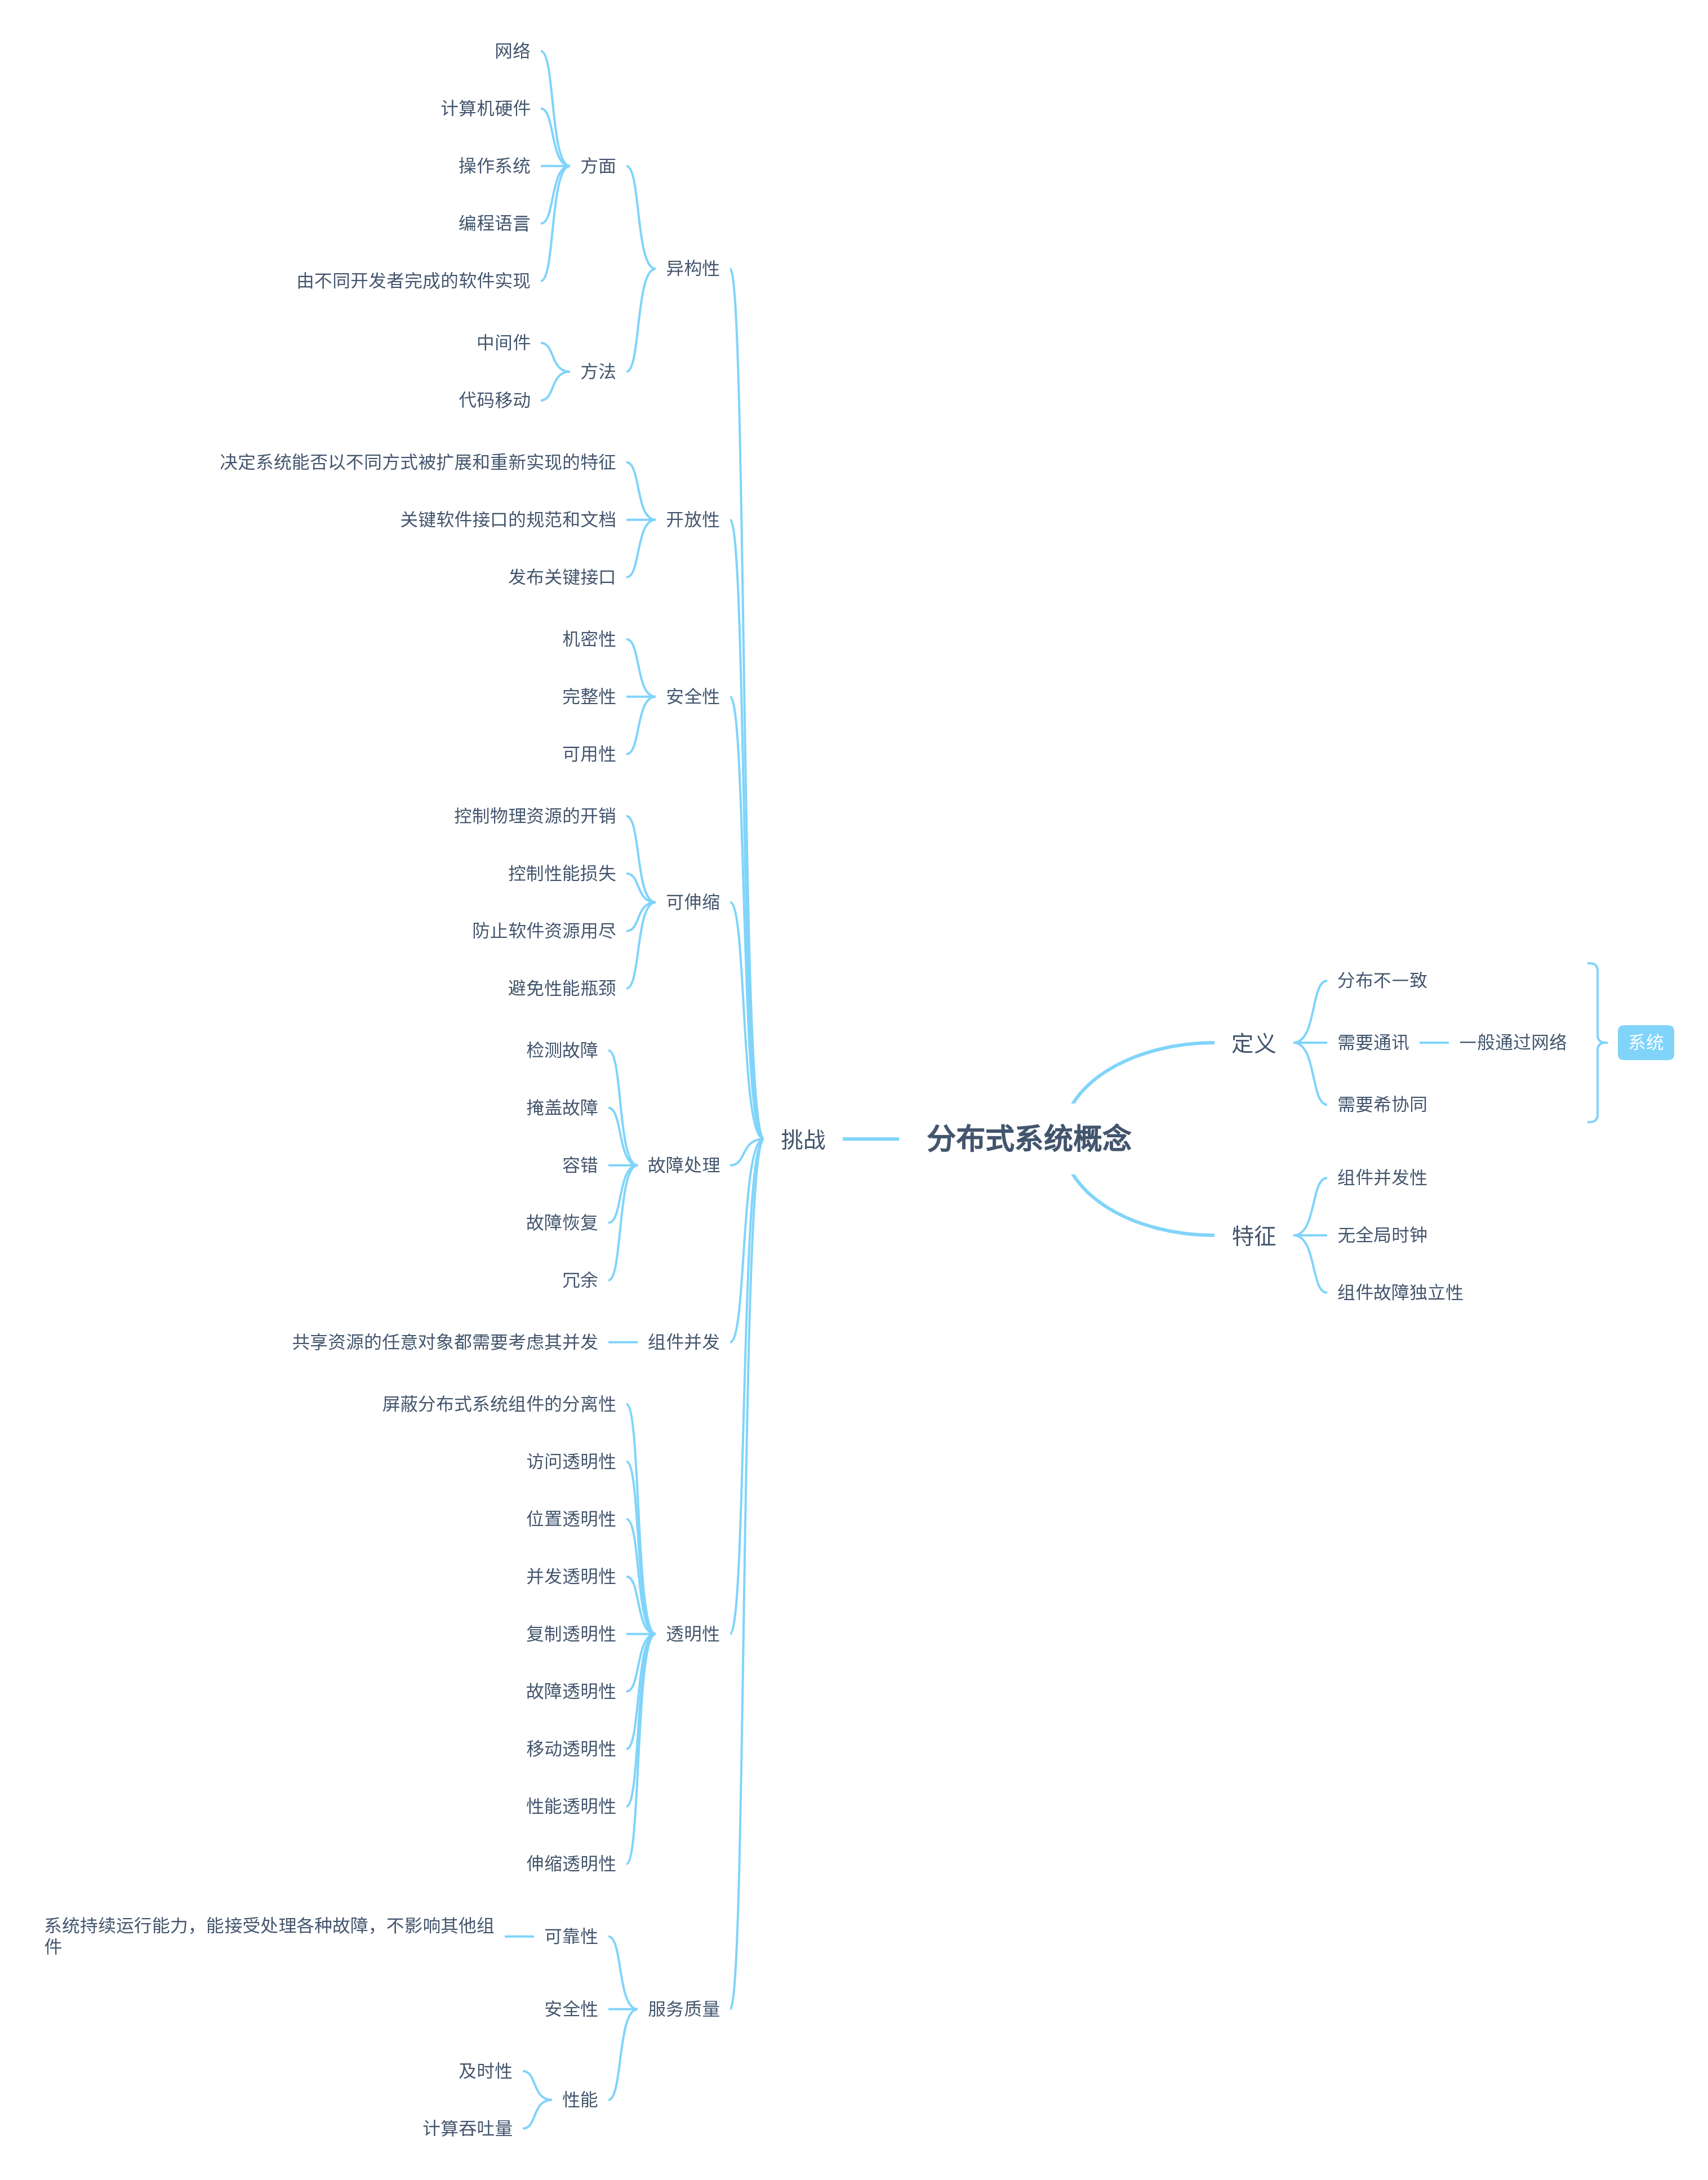 分布式系统概念
定义
分布不一致
需要通讯
一般通过网络
需要希协同
系统
特征
组件并发性
无全局时钟
组件故障独立性
挑战
异构性
方面
网络
计算机硬件
操作系统
编程语言
由不同开发者完成的软件实现
方法
中间件
代码移动
开放性
决定系统能否以不同方式被扩展和重新实现的特征
关键软件接口的规范和文档
发布关键接口
安全性
机密性
完整性
可用性
可伸缩
控制物理资源的开销
控制性能损失
防止软件资源用尽
避免性能瓶颈
故障处理
检测故障
掩盖故障
容错
故障恢复
冗余
组件并发
共享资源的任意对象都需要考虑其并发
透明性
屏蔽分布式系统组件的分离性
访问透明性
位置透明性
并发透明性
复制透明性
故障透明性
移动透明性
性能透明性
伸缩透明性
服务质量
可靠性
系统持续运行能力，能接受处理各种故障，不影响其他组
件
安全性
性能
及时性
计算吞吐量